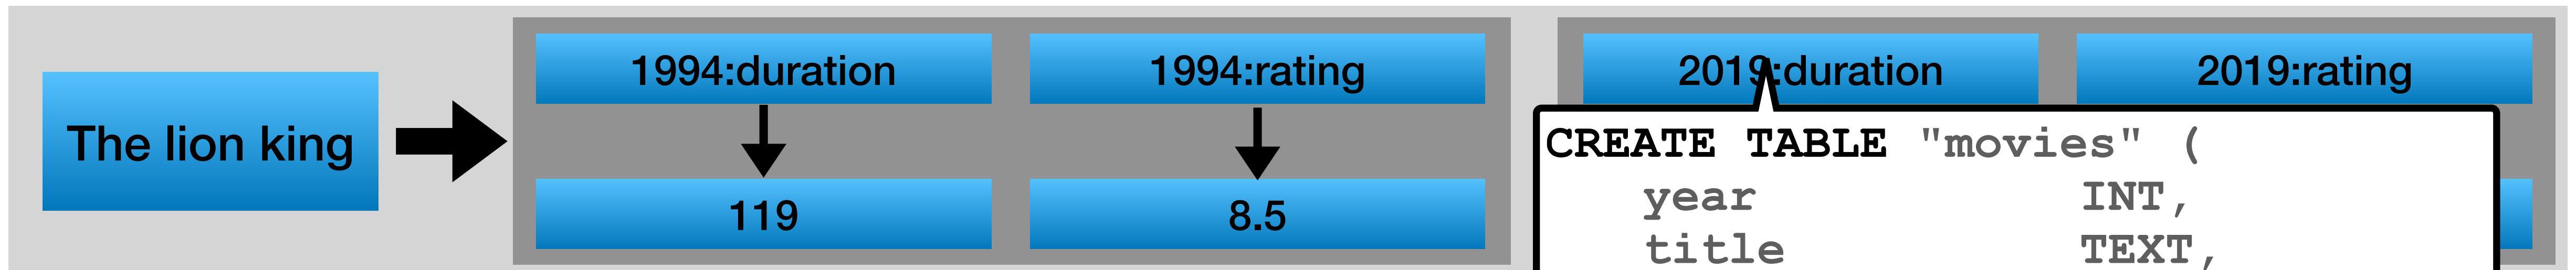 The lion king
1994:duration
1994:rating
119
8.5
2019:duration
2019:rating
CREATE TABLE "movies" (
year INT,
title TEXT,